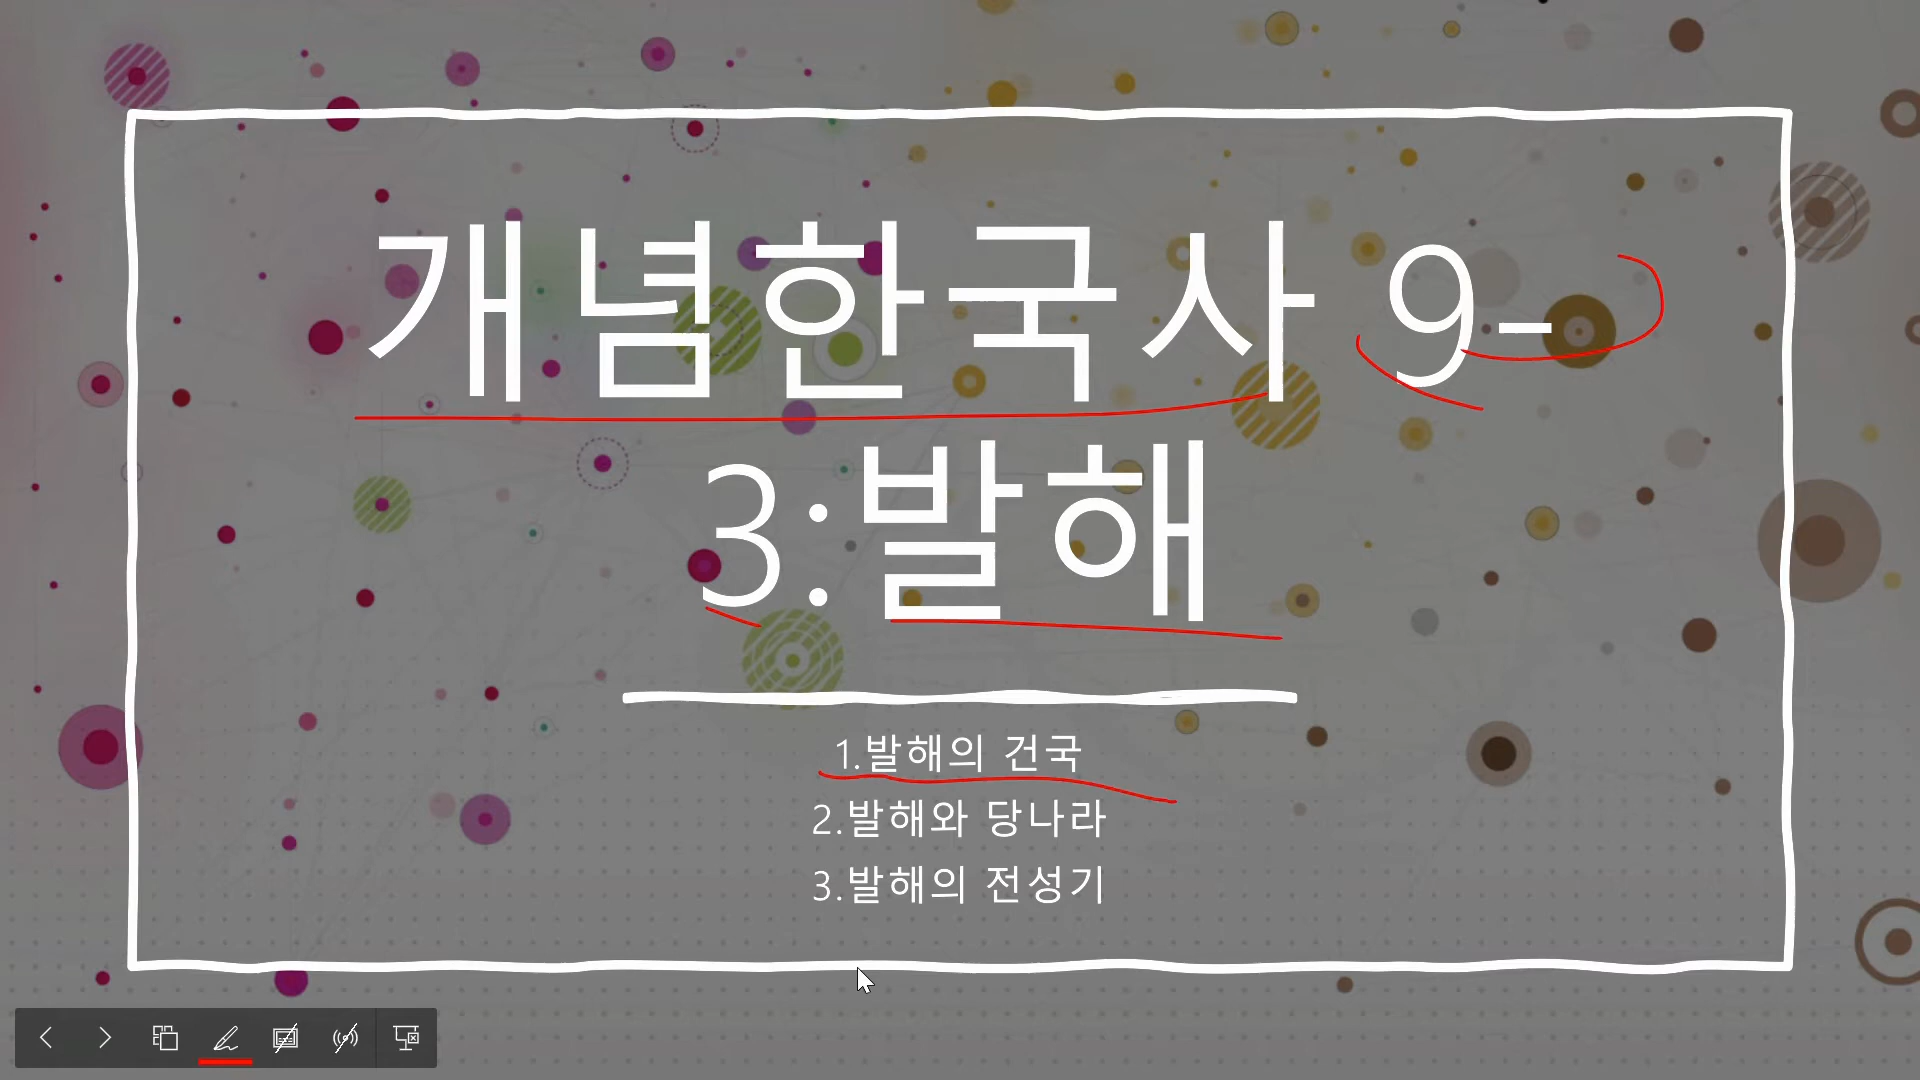 개념한국사 9-
3:발해
1.발해의 건국
2.발해와 당나라
3.발해의 전성기